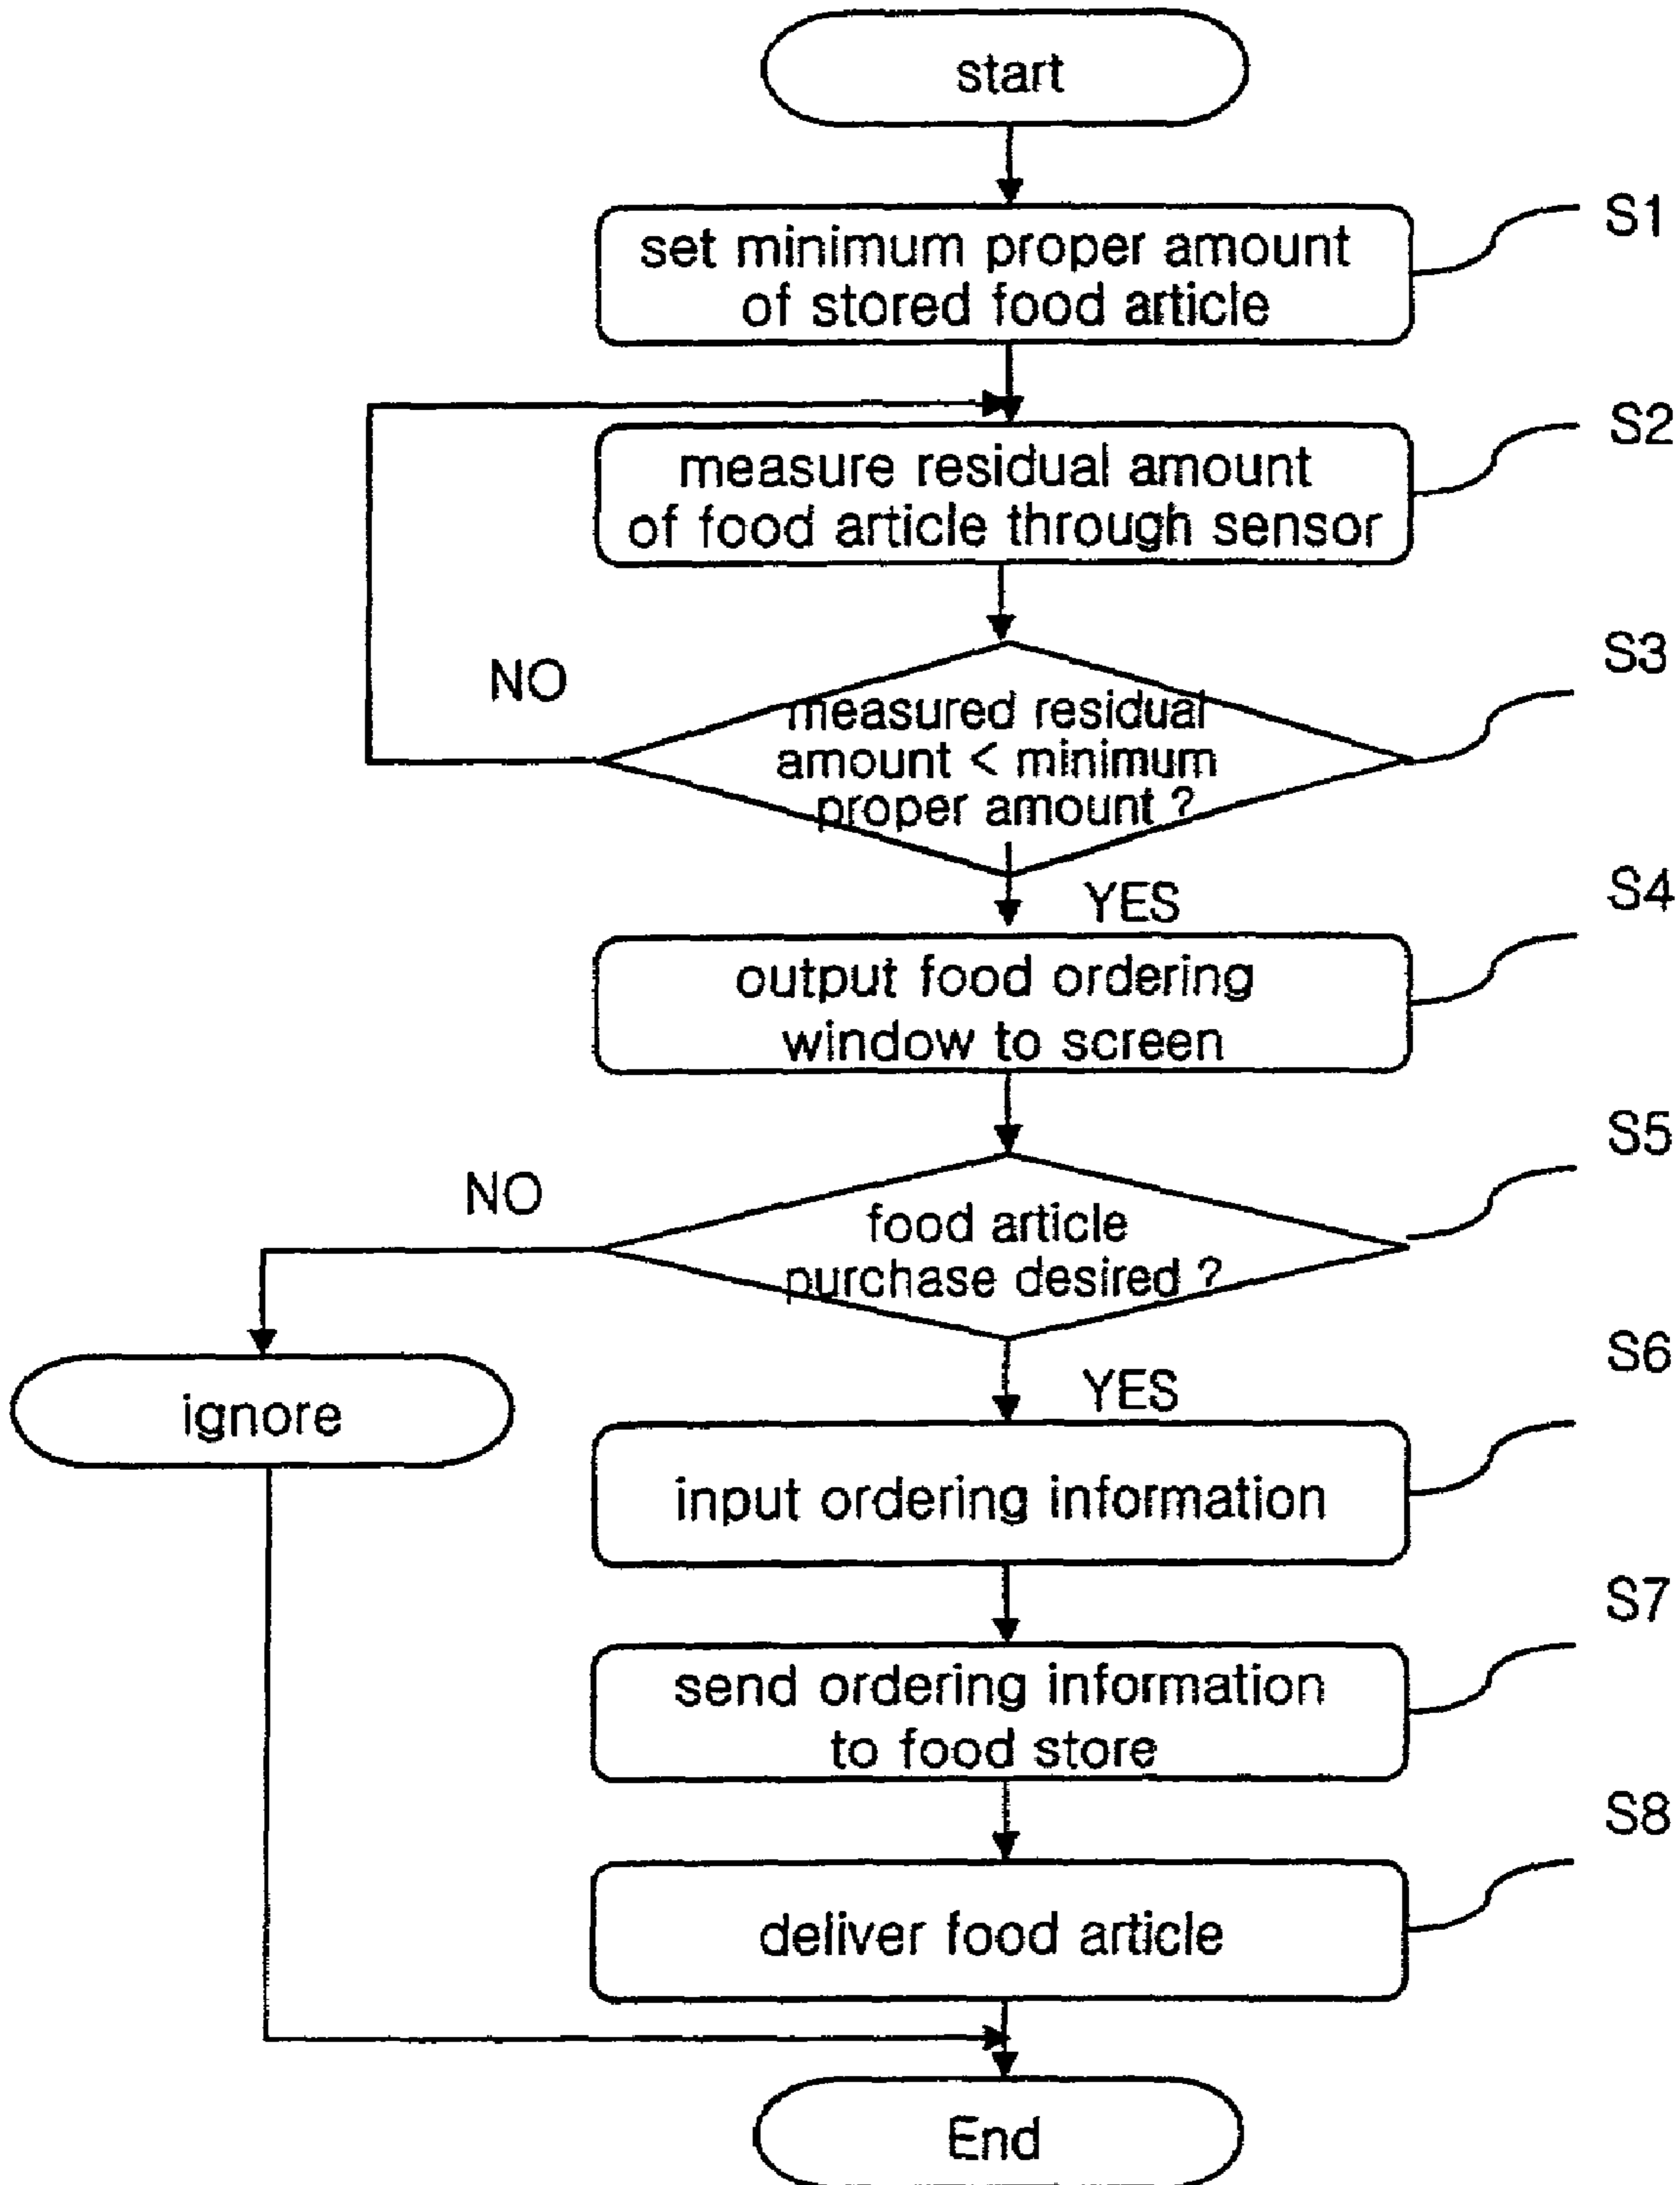 start
S1
set minimum proper amount
of stored food article
S2
measure residual amount
of food article through sensor
S3
NO
measured residual
amount < minimum
proper amount ?
YES
S4
output food ordering
window to screen
S5
NO
food article
purchase desired ?
S6
YES
ignore
input ordering information
S7
send ordering information
to food store
S8
deliver food article
End